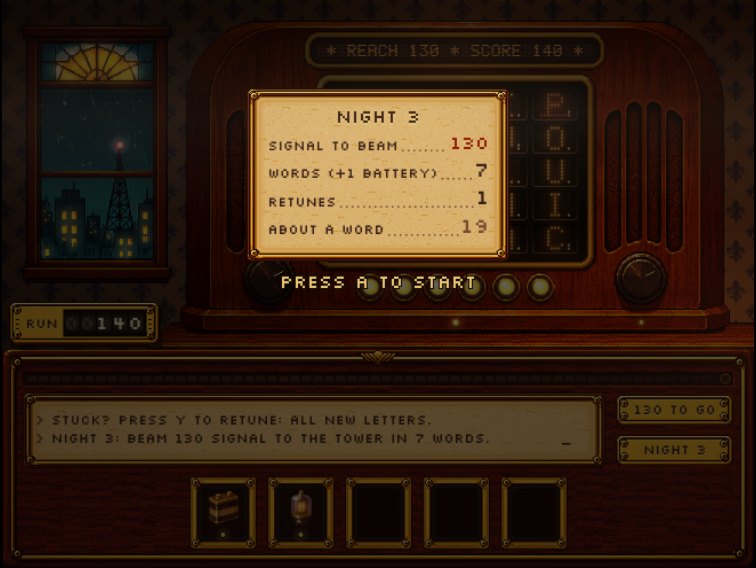 * REACH 130 * SCORE 140 *
NIGHT 3
SIGNAL TO BEAM........130
WORDS (+1 BATTERY).....7
RETUNES......................1
ABOUT A WORD............19
PRESS A TO START
P.
O.
U.
I.
C.
RUN 00140
> STUCK? PRESS Y TO RETUNE: ALL NEW LETTERS.
> NIGHT 3: BEAM 130 SIGNAL TO THE TOWER IN 7 WORDS. _
130 TO GO
NIGHT 3